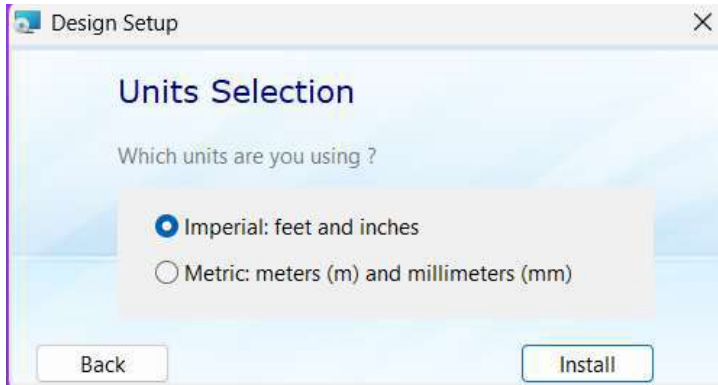 Design Setup
Units Selection
Which units are you using ?
Imperial: feet and inches
Metric: meters (m) and millimeters (mm)
Back
Install